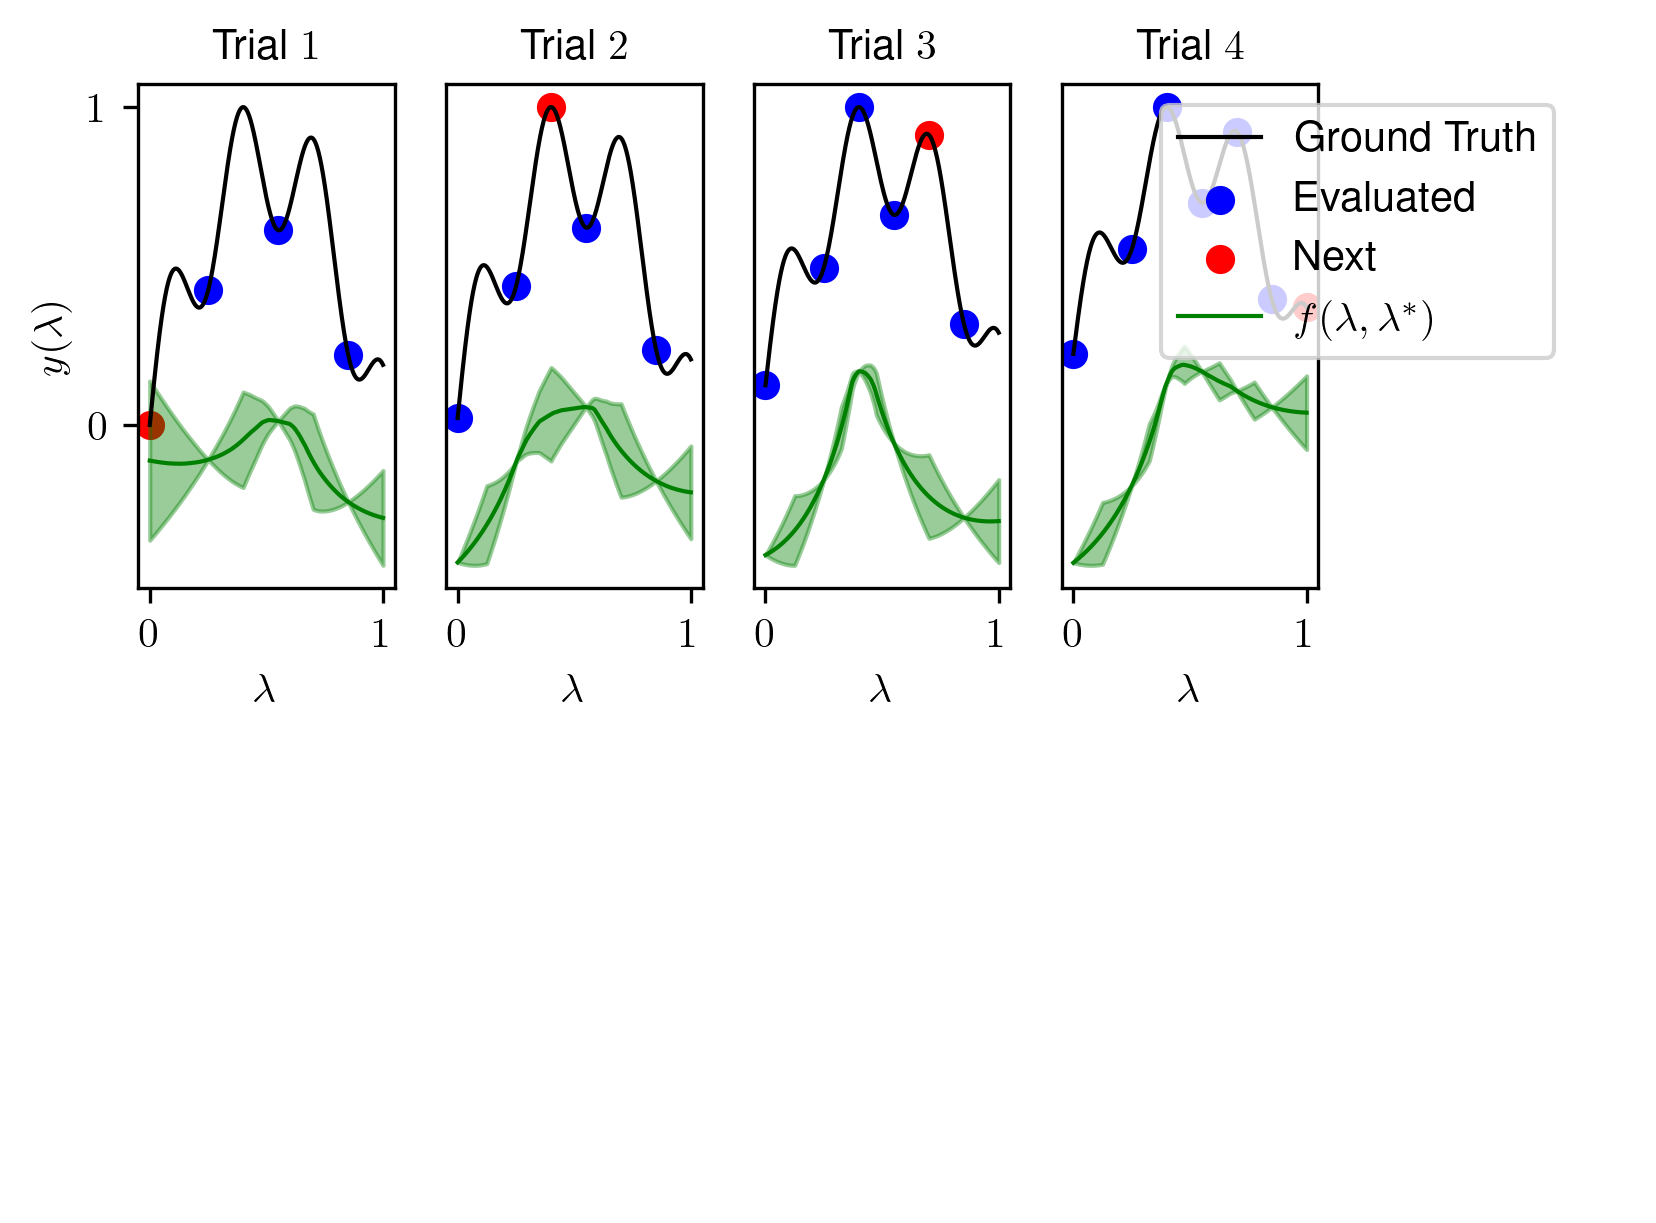 Trial 1 Trial 2 Trial 3 Trial 4
1
0
y(λ)
0 1 0 1 0 1 0 1
λ λ λ λ
Ground Truth
Evaluated
Next
f(λ, λ*)